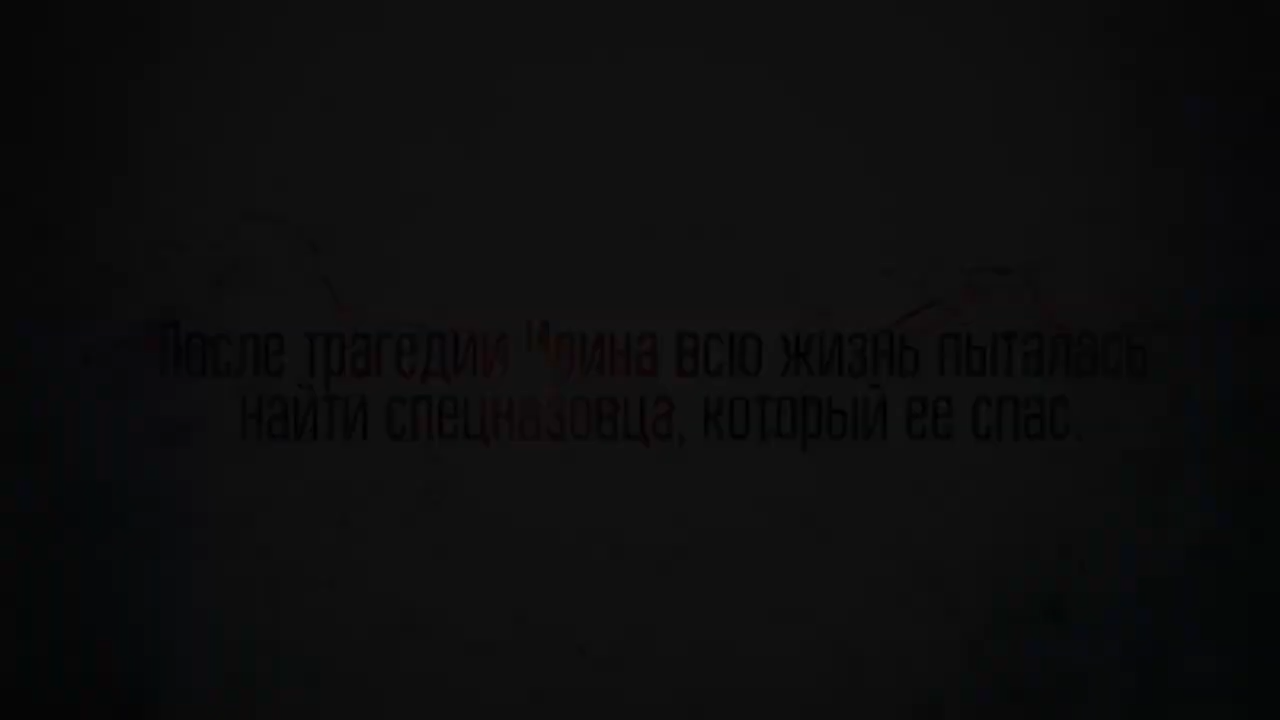 После трагедии Ирина всю жизнь пыталась
найти спецназовца, который ее спас.